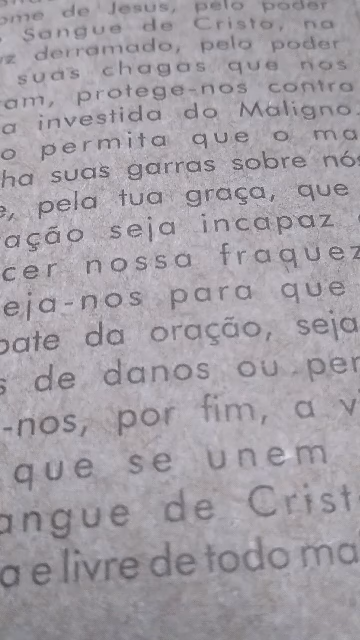 ome de Jesus, pelo poder
Sangue de Cristo, na
z derramado, pelo poder
suas chagas que nos
am, protege-nos contra
a investida do Maligno.
o permita que o ma
ha suas garras sobre nós
e, pela tua graça, que
ação seja incapaz
cer nossa fraquez
eja-nos para que
bate da oração, seja
s de danos ou per
-nos, por fim, a v
que se unem
angue de Crist
a e livre de todo ma